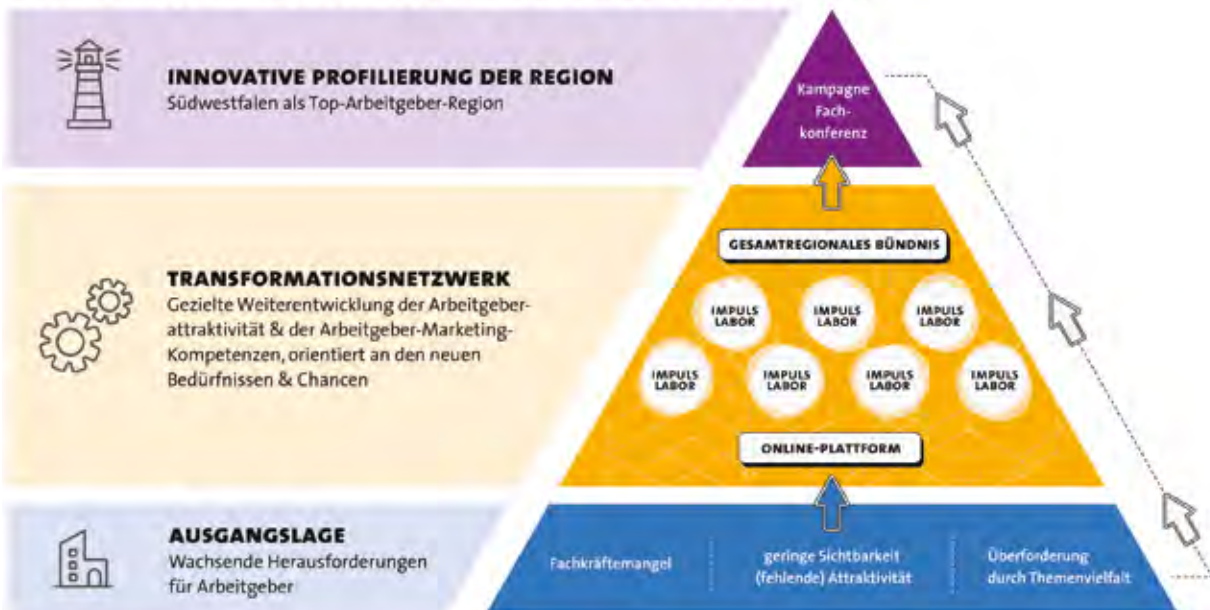 INNOVATIVE PROFILIERUNG DER REGION
Südwestfalen als Top-Arbeitgeber-Region
Kampagne
Fach-
konferenz
TRANSFORMATIONSNETZWERK
Gezielte Weiterentwicklung der Arbeitgeber-
attraktivität & der Arbeitgeber-Marketing-
Kompetenzen, orientiert an den neuen
Bedürfnissen & Chancen
GESAMTREGIONALES BÜNDNIS
IMPULS
LABOR
IMPULS
LABOR
IMPULS
LABOR
IMPULS
LABOR
IMPULS
LABOR
IMPULS
LABOR
IMPULS
LABOR
ONLINE-PLATTFORM
AUSGANGSLAGE
Wachsende Herausforderungen
für Arbeitgeber
Fachkräftemangel
geringe Sichtbarkeit
(fehlende) Attraktivität
Überforderung
durch Themenvielfalt